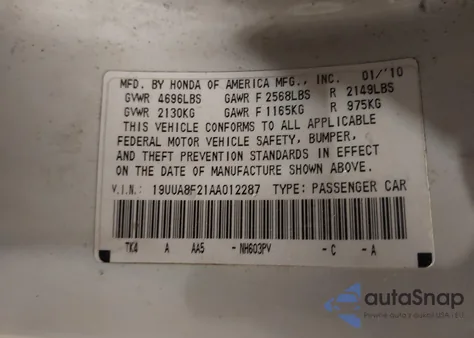 MFD. BY HONDA OF AMERICA MFG., INC. 01/'10
GVWR 4696LBS GAWR F 2568LBS R 2149LBS
GVWR 2130KG GAWR F 1165KG R 975KG
THIS VEHICLE CONFORMS TO ALL APPLICABLE
FEDERAL MOTOR VEHICLE SAFETY, BUMPER,
AND THEFT PREVENTION STANDARDS IN EFFECT
ON THE DATE OF MANUFACTURE SHOWN ABOVE.
V.I.N.: 19UUA8F21AA012287 TYPE: PASSENGER CAR
TK4 A AA5 -NH603PV -C -A
autoSnap